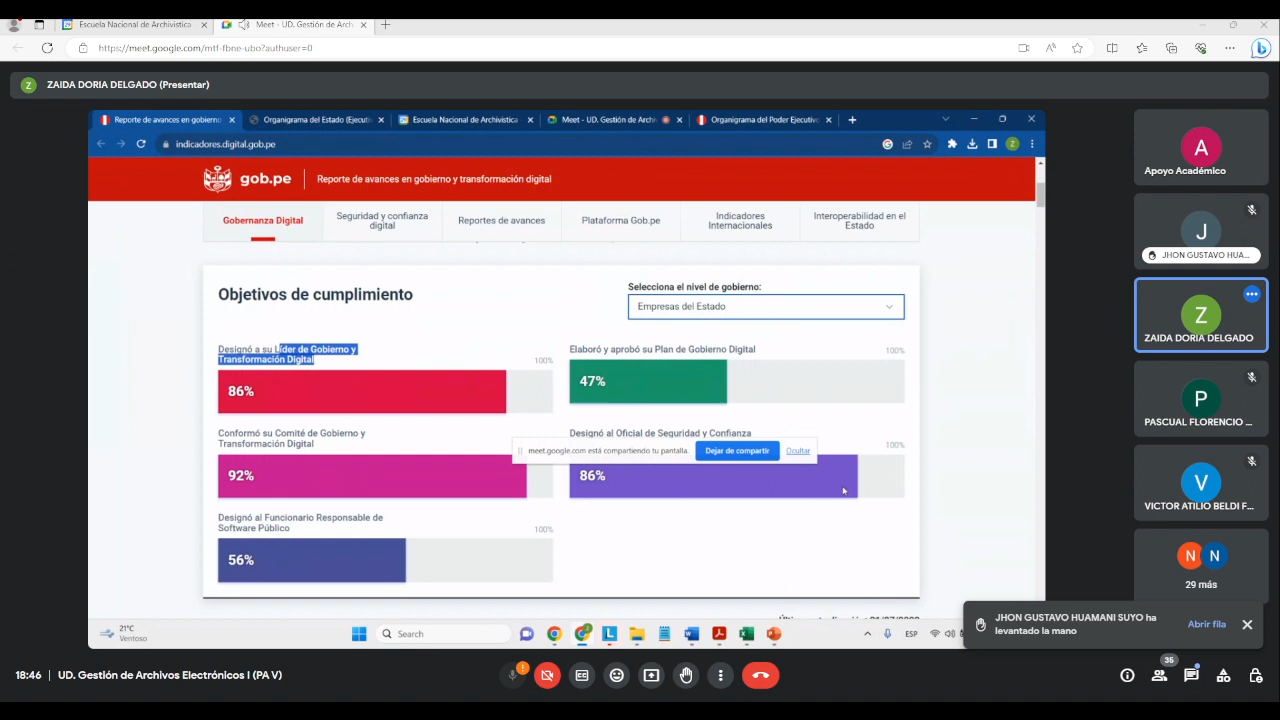 Escuela Nacional de Archivística
Meet - UD. Gestión de Arch
https://meet.google.com/mtf-fbne-ubo?authuser=0
Z ZAIDA DORIA DELGADO (Presentar)
Reporte de avances en gobierno
Organigrama del Estado (Ejecuti
Escuela Nacional de Archivística
Meet - UD. Gestión de Archi
Organigrama del Poder Ejecutivo
indicadores.digital.gob.pe
Z
gob.pe
Reporte de avances en gobierno y transformación digital
Gobernanza Digital
Seguridad y confianza
digital
Reportes de avances
Plataforma Gob.pe
Indicadores
Internacionales
Interoperabilidad en el
Estado
Objetivos de cumplimiento
Selecciona el nivel de gobierno:
Empresas del Estado
Designó a su Líder de Gobierno y
Transformación Digital
100%
86%
Elaboró y aprobó su Plan de Gobierno Digital
100%
47%
Conformó su Comité de Gobierno y
Transformación Digital
100%
92%
Designó al Oficial de Seguridad y Confianza
100%
meet.google.com está compartiendo tu pantalla.
Dejar de compartir
Ocultar
86%
Designó al Funcionario Responsable de
Software Público
100%
56%
21°C
Ventoso
Search
ESP
A
Apoyo Académico
J
JHON GUSTAVO HUA...
Z
ZAIDA DORIA DELGADO
P
PASCUAL FLORENCIO ...
V
VICTOR ATILIO BELDI F...
N N
29 más
JHON GUSTAVO HUAMANI SUYO ha
levantado la mano
Abrir fila
18:46
UD. Gestión de Archivos Electrónicos I (PA V)
35